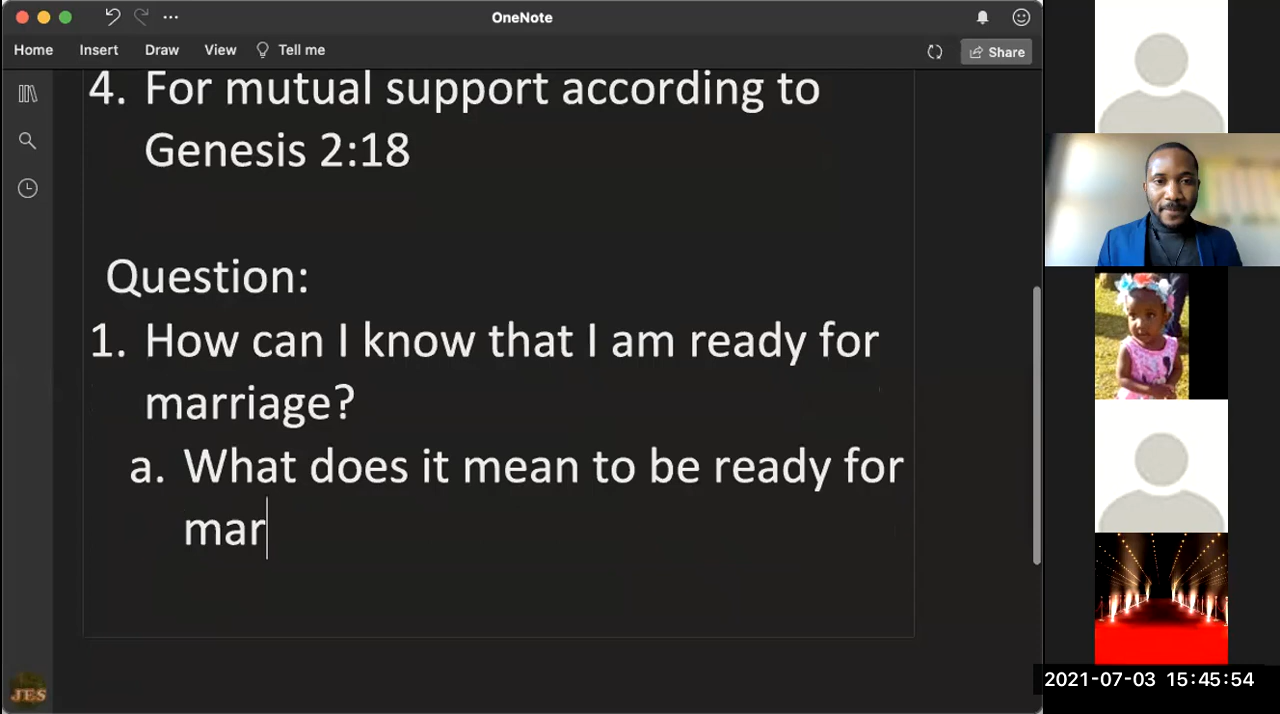 OneNote
Home Insert Draw View Tell me Share
4. For mutual support according to
Genesis 2:18
Question:
1. How can I know that I am ready for
marriage?
a. What does it mean to be ready for
mar
JES
2021-07-03 15:45:54